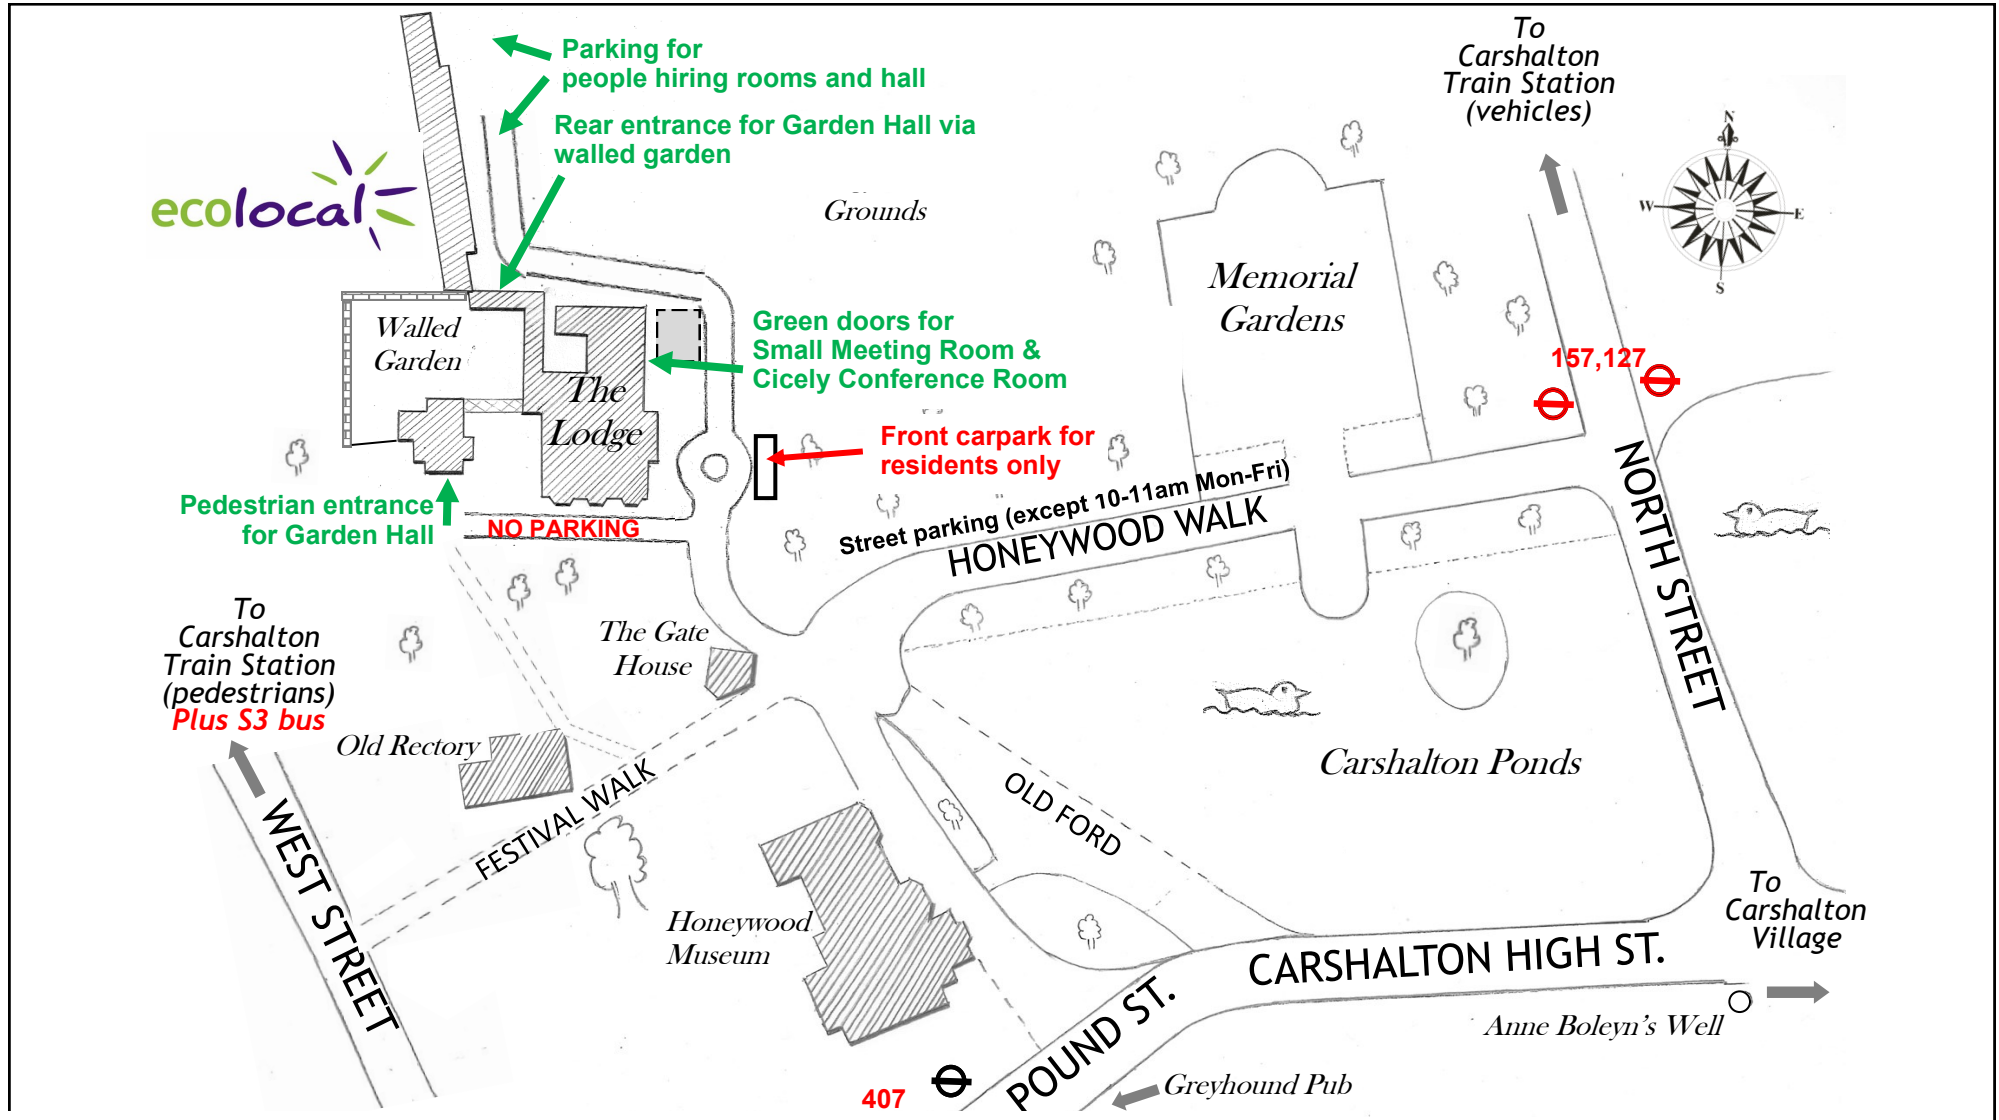 Parking for
people hiring rooms and hall
Rear entrance for Garden Hall via
walled garden
ecolocal
Grounds
To
Carshalton
Train Station
(vehicles)
N
W
E
S
Memorial
Gardens
Walled
Garden
The
Lodge
Green doors for
Small Meeting Room &
Cicely Conference Room
157,127
Front carpark for
residents only
Pedestrian entrance
for Garden Hall
NO PARKING
Street parking (except 10-11am Mon-Fri)
HONEYWOOD WALK
NORTH STREET
To
Carshalton
Train Station
(pedestrians)
Plus S3 bus
The Gate
House
Old Rectory
FESTIVAL WALK
WEST STREET
OLD FORD
Carshalton Ponds
Honeywood
Museum
To
Carshalton
Village
CARSHALTON HIGH ST.
POUND ST.
Anne Boleyn's Well
Greyhound Pub
407